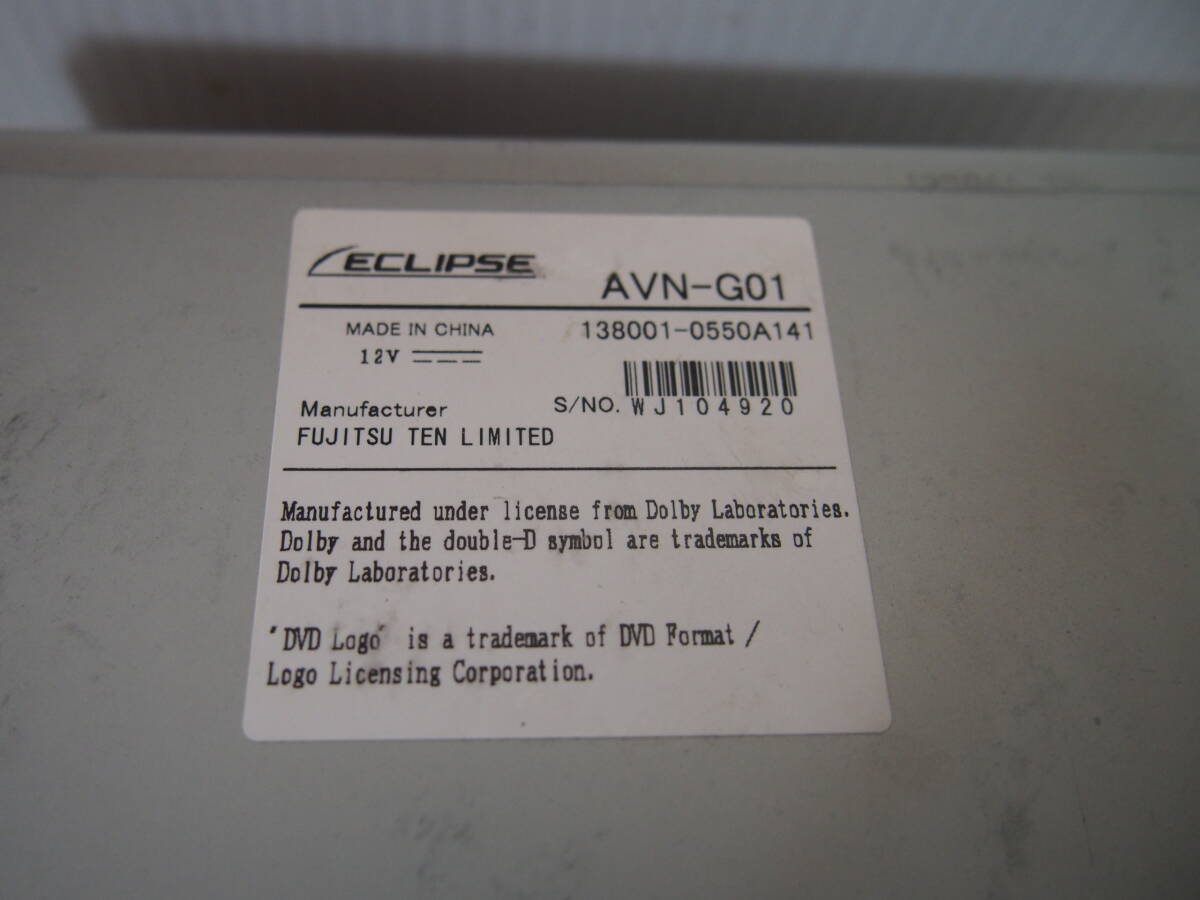 ECLIPSE
AVN-G01
MADE IN CHINA
138001-0550A141
12V
Manufacturer
S/NO. WJ104920
FUJITSU TEN LIMITED
Manufactured under license from Dolby Laboratories.
Dolby and the double-D symbol are trademarks of
Dolby Laboratories.
"DVD Logo" is a trademark of DVD Format /
Logo Licensing Corporation.